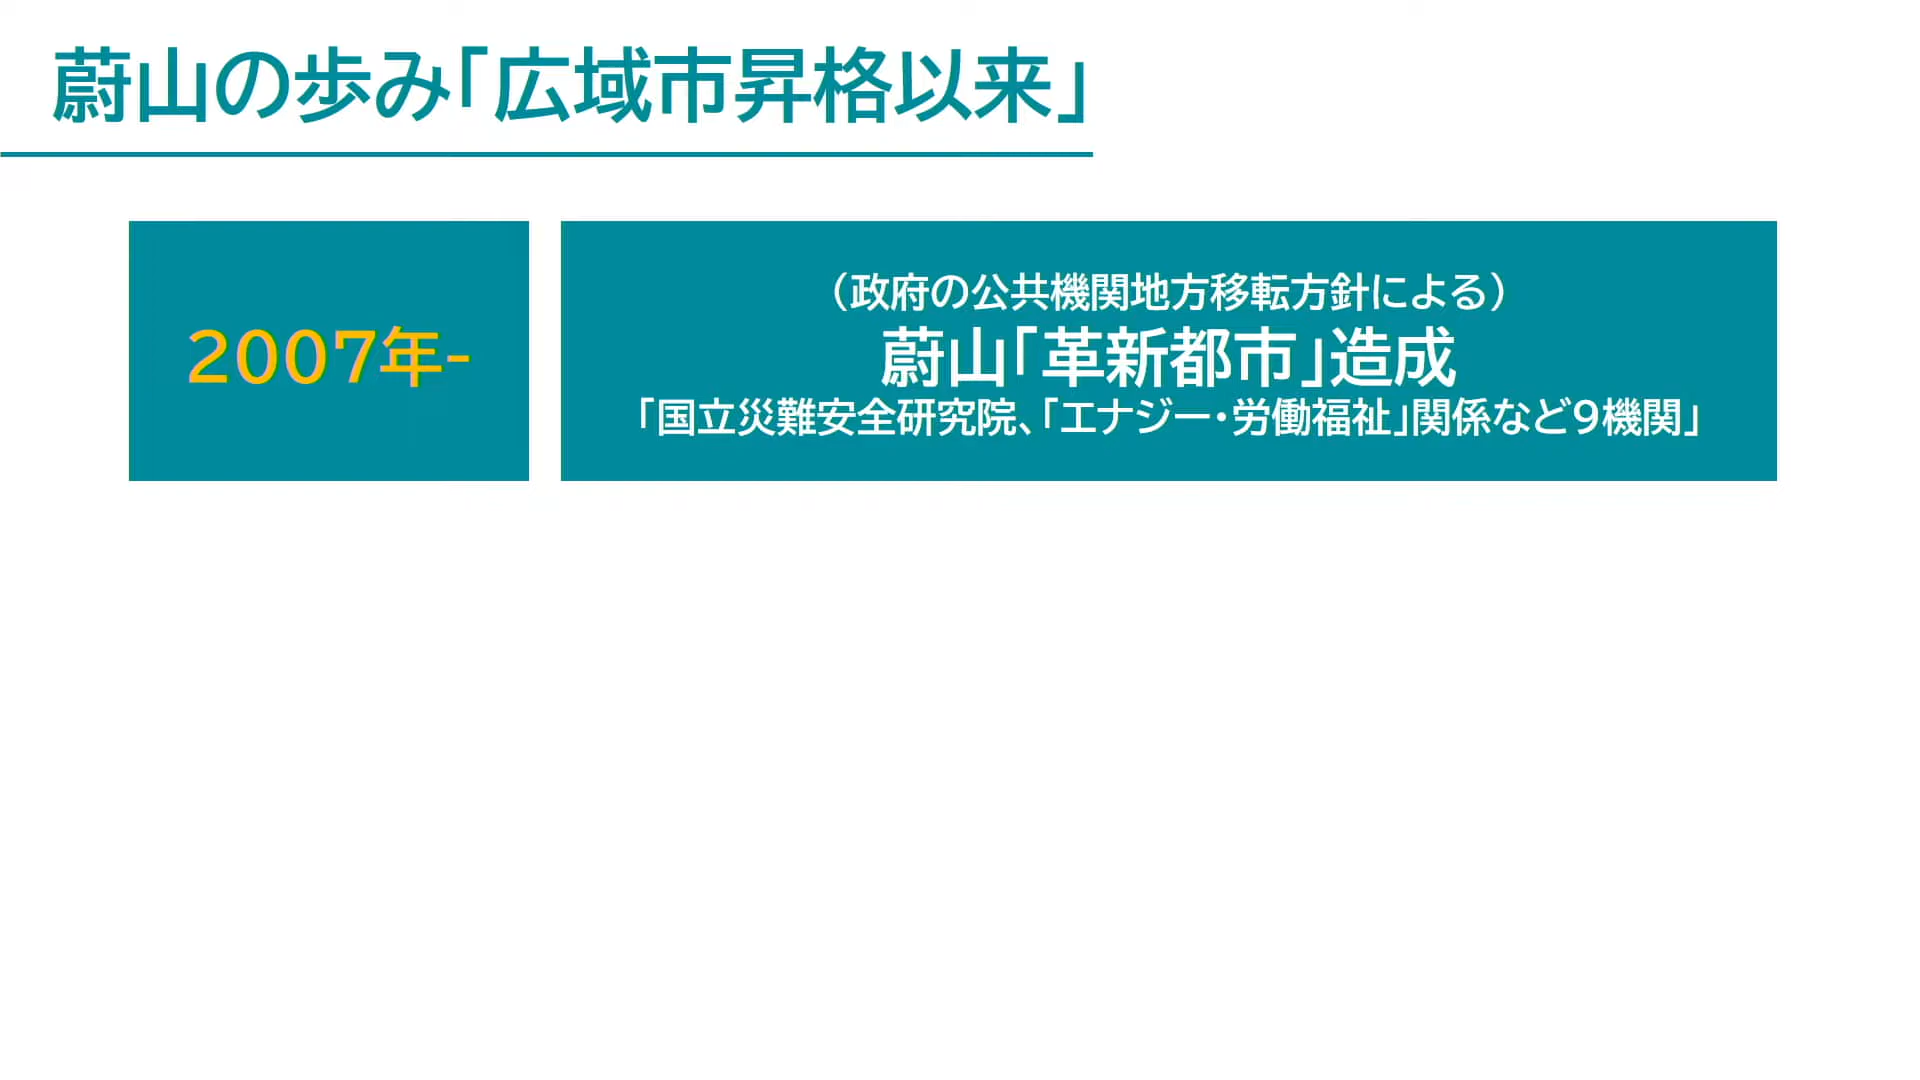 蔚山の歩み「広域市昇格以来」
2007年-
（政府の公共機関地方移転方針による）
蔚山「革新都市」造成
「国立災難安全研究院、「エナジー・労働福祉」関係など9機関」